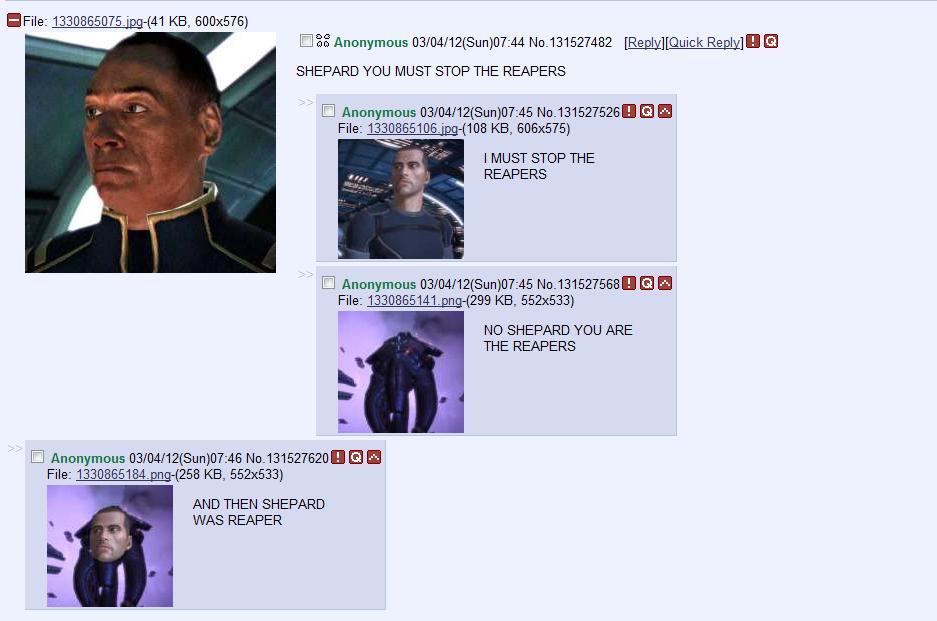 File: 1330865075.jpg-(41 KB, 600x576)
Anonymous 03/04/12(Sun)07:44 No.131527482 [Reply][Quick Reply] ! Q
SHEPARD YOU MUST STOP THE REAPERS
>> Anonymous 03/04/12(Sun)07:45 No.131527526 ! Q
File: 1330865106.jpg-(108 KB, 606x575)
I MUST STOP THE
REAPERS
>> Anonymous 03/04/12(Sun)07:45 No.131527568 ! Q
File: 1330865141.png-(299 KB, 552x533)
NO SHEPARD YOU ARE
THE REAPERS
>> Anonymous 03/04/12(Sun)07:46 No.131527620 ! Q
File: 1330865184.png-(258 KB, 552x533)
AND THEN SHEPARD
WAS REAPER